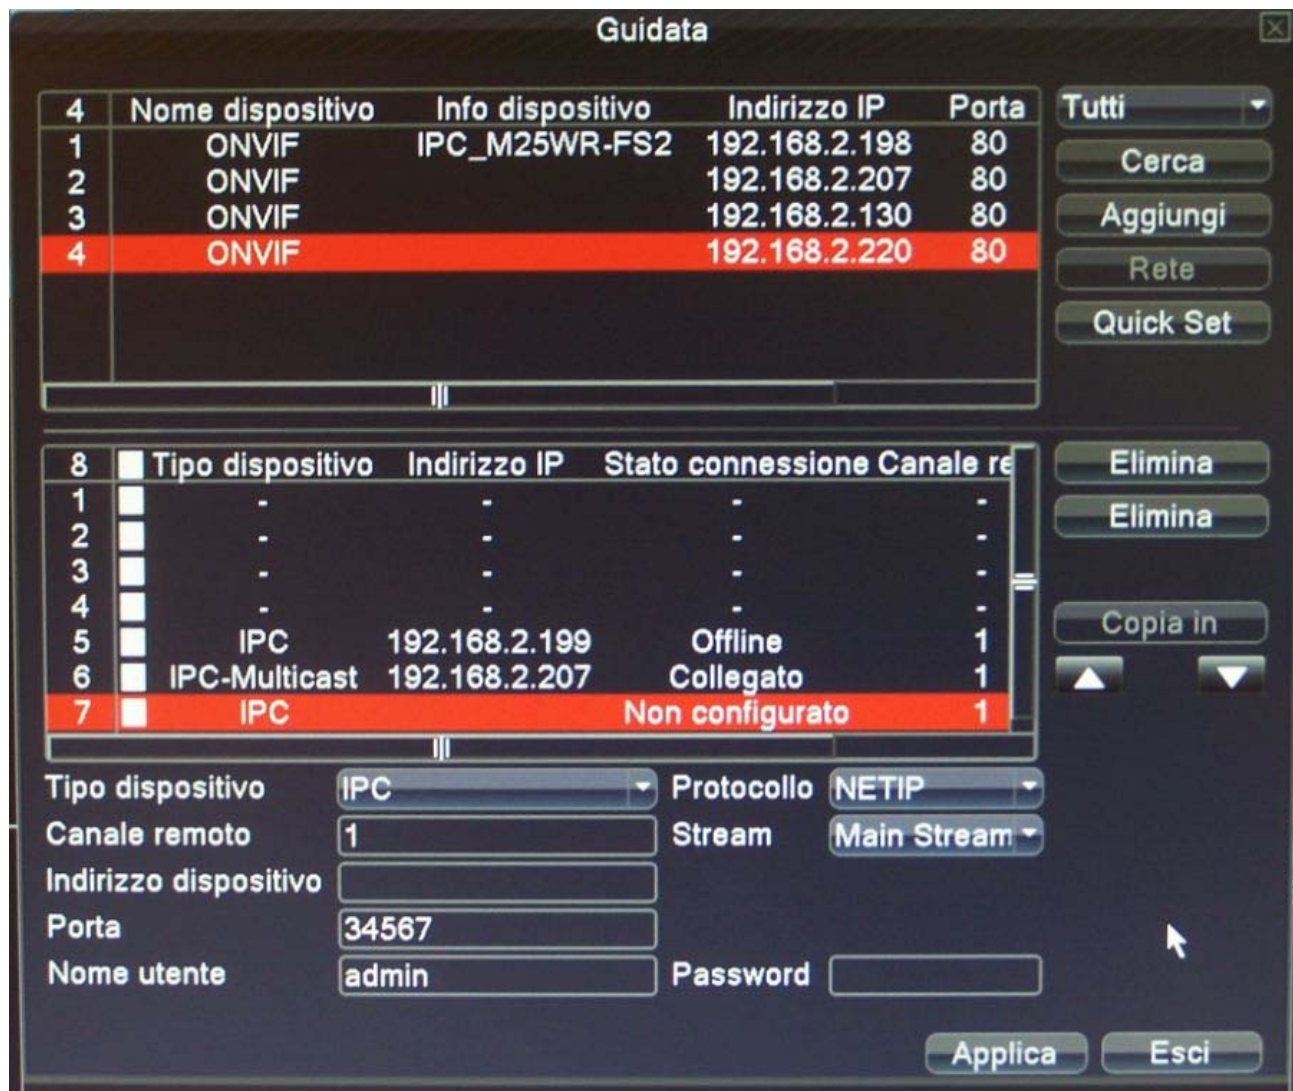 Guidata
4 Nome dispositivo Info dispositivo Indirizzo IP Porta Tutti
1 ONVIF IPC_M25WR-FS2 192.168.2.198 80 Cerca
2 ONVIF 192.168.2.207 80
3 ONVIF 192.168.2.130 80 Aggiungi
4 ONVIF 192.168.2.220 80 Rete
Quick Set
8 Tipo dispositivo Indirizzo IP Stato connessione Canale re Elimina
1 - - - - Elimina
2 - - - -
3 - - - -
4 - - - - Copia in
5 IPC 192.168.2.199 Offline 1
6 IPC-Multicast 192.168.2.207 Collegato 1
7 IPC Non configurato 1
Tipo dispositivo IPC Protocollo NETIP
Canale remoto 1 Stream Main Stream
Indirizzo dispositivo
Porta 34567
Nome utente admin Password
Applica Esci